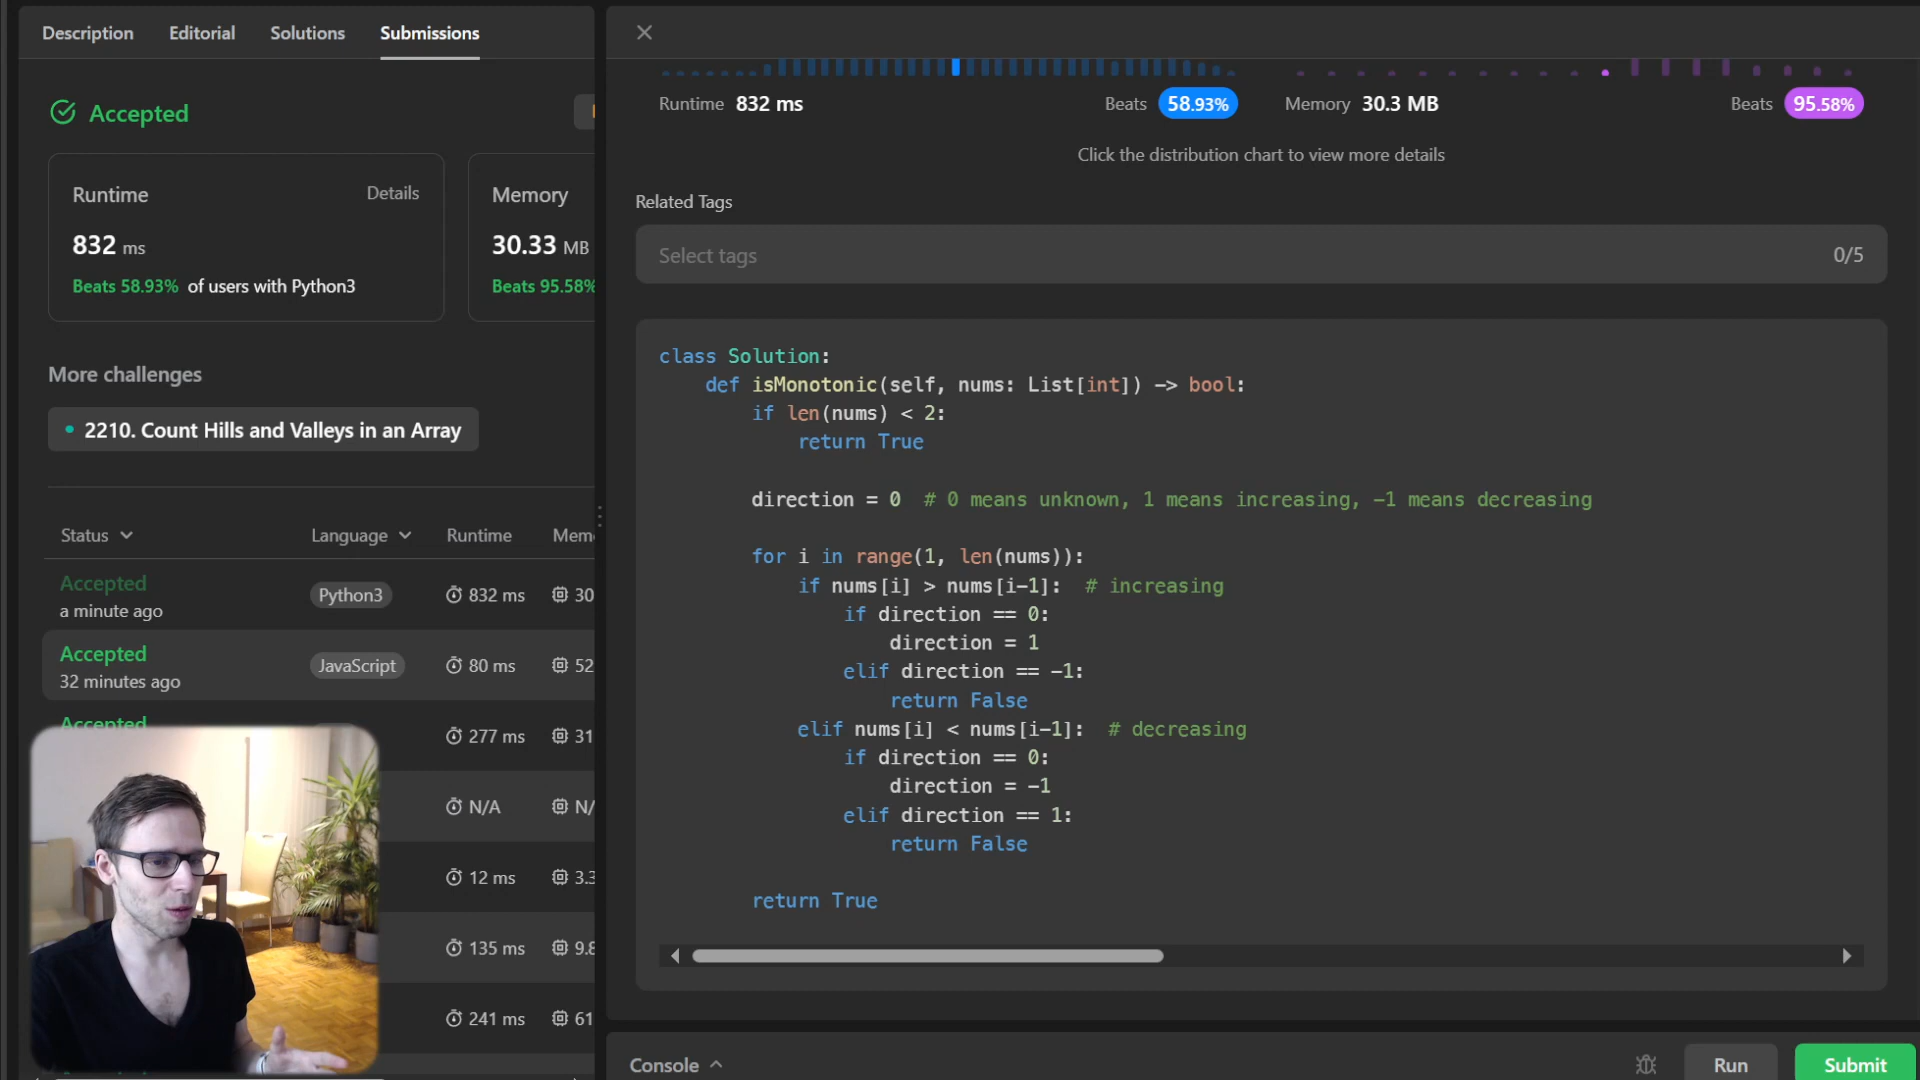 Description Editorial Solutions Submissions
Accepted
Runtime Details
832 ms
Beats 58.93% of users with Python3
Memory
30.33 MB
Beats 95.58%
More challenges
2210. Count Hills and Valleys in an Array
Status Language Runtime
Accepted
a minute ago
Python3 832 ms 30
Accepted
32 minutes ago
JavaScript 80 ms 52
Accepted
277 ms 31
N/A N/
12 ms 3.3
135 ms 9.8
241 ms 61
Runtime 832 ms Beats 58.93% Memory 30.3 MB Beats 95.58%
Click the distribution chart to view more details
Related Tags
Select tags 0/5
class Solution:
def isMonotonic(self, nums: List[int]) -> bool:
if len(nums) < 2:
return True
direction = 0 # 0 means unknown, 1 means increasing, -1 means decreasing
for i in range(1, len(nums)):
if nums[i] > nums[i-1]: # increasing
if direction == 0:
direction = 1
elif direction == -1:
return False
elif nums[i] < nums[i-1]: # decreasing
if direction == 0:
direction = -1
elif direction == 1:
return False
return True
Console Run Submit